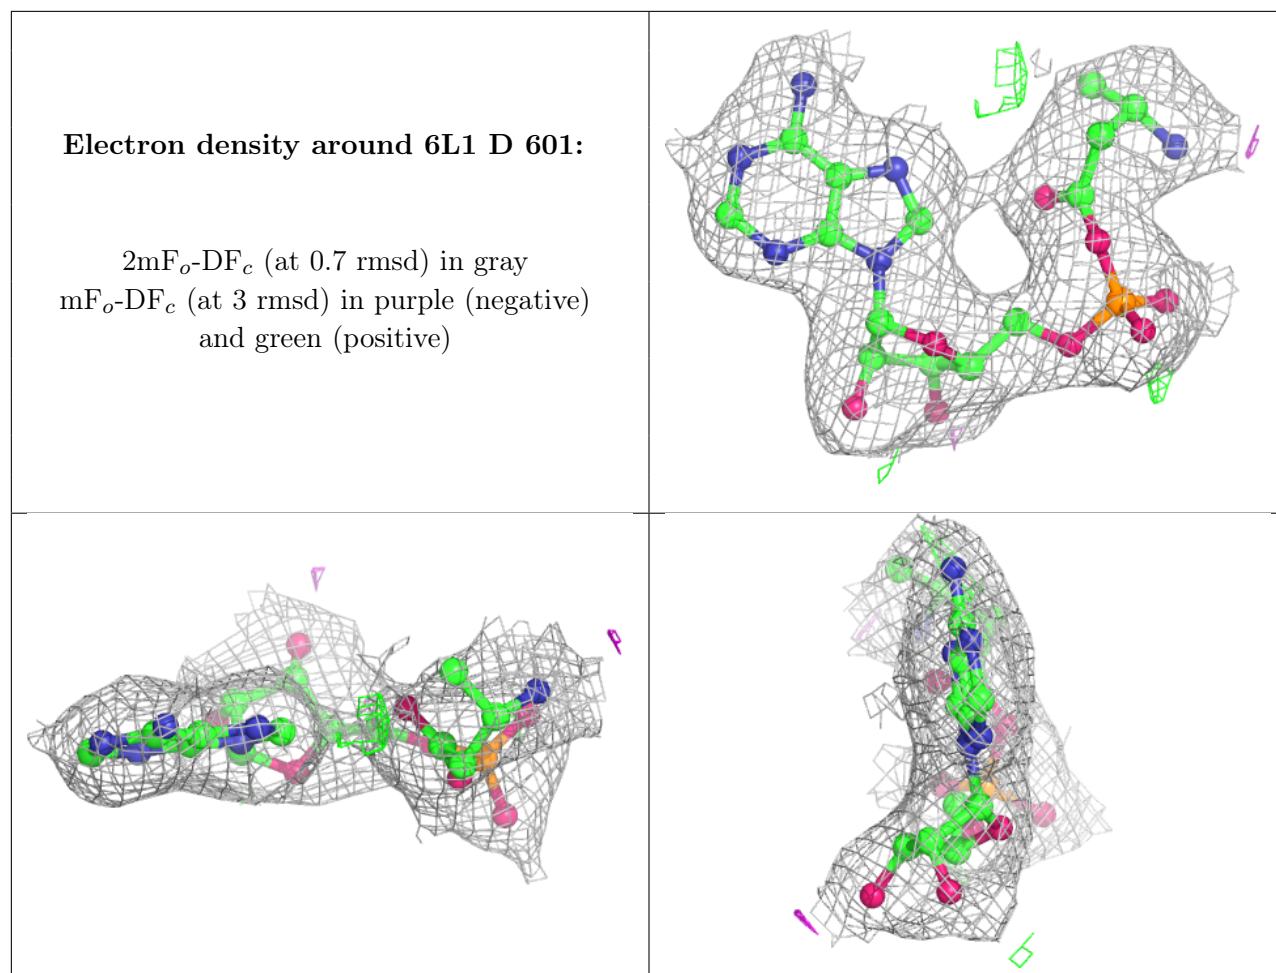 Electron density around 6L1 D 601:
2mFo-DFc (at 0.7 rmsd) in gray
mFo-DFc (at 3 rmsd) in purple (negative)
and green (positive)